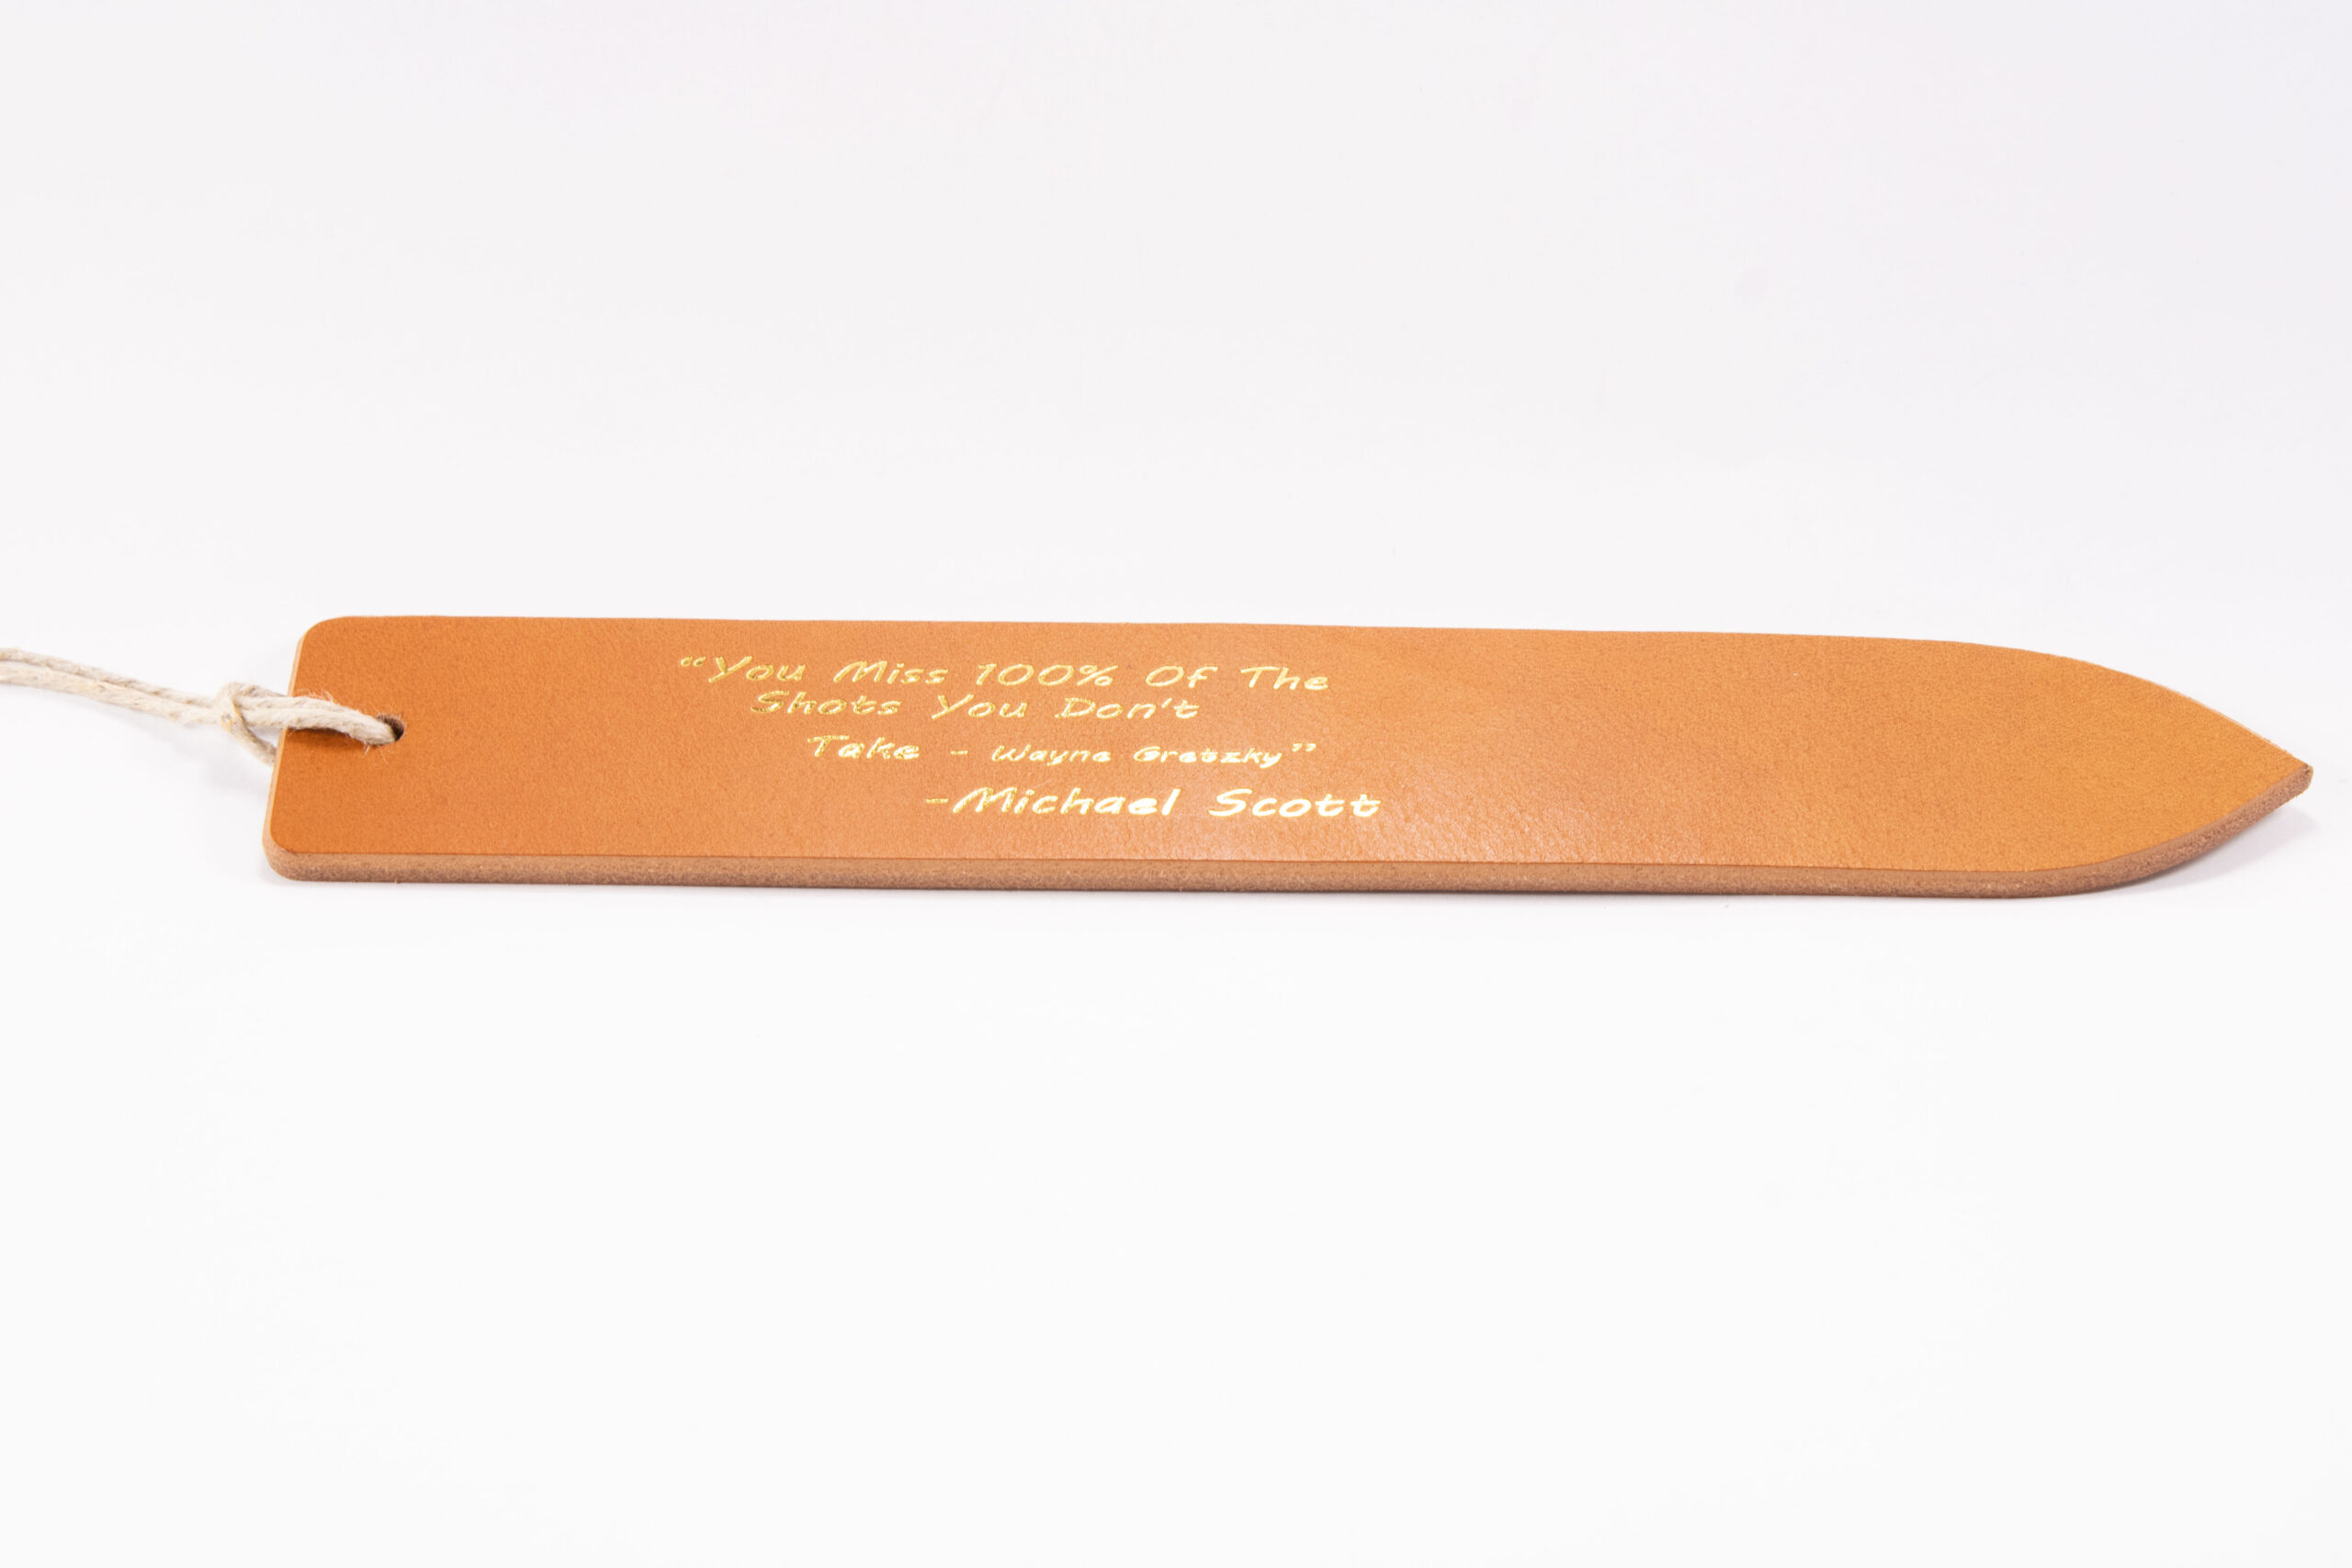 “You Miss 100% Of The
Shots You Don't
Take - Wayne Gretzky”
-Michael Scott